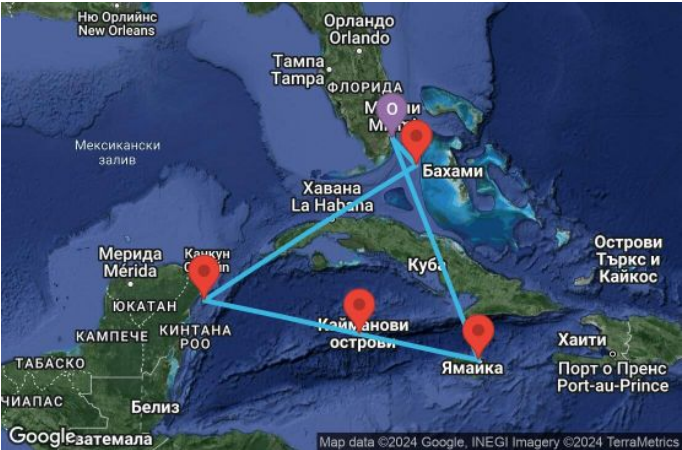 Ню Орлийнс
New Orleans
Орландо
Orlando
Тампа
Tampa
ФЛОРИДА
O
Бахами
Мексикански
залив
Хавана
La Habana
Мерида
Mérida
Канкун
Куба
Острови
Търкс и
Кайкос
ЮКАТАН
КАМПЕЧЕ
КИНТАНА
РОО
Кайманови
острови
Ямайка
Хаити
Порт о Пренс
Port-au-Prince
ТАБАСКО
ЧИАПАС
Белиз
Google
Map data ©2024 Google, INEGI Imagery ©2024 TerraMetrics